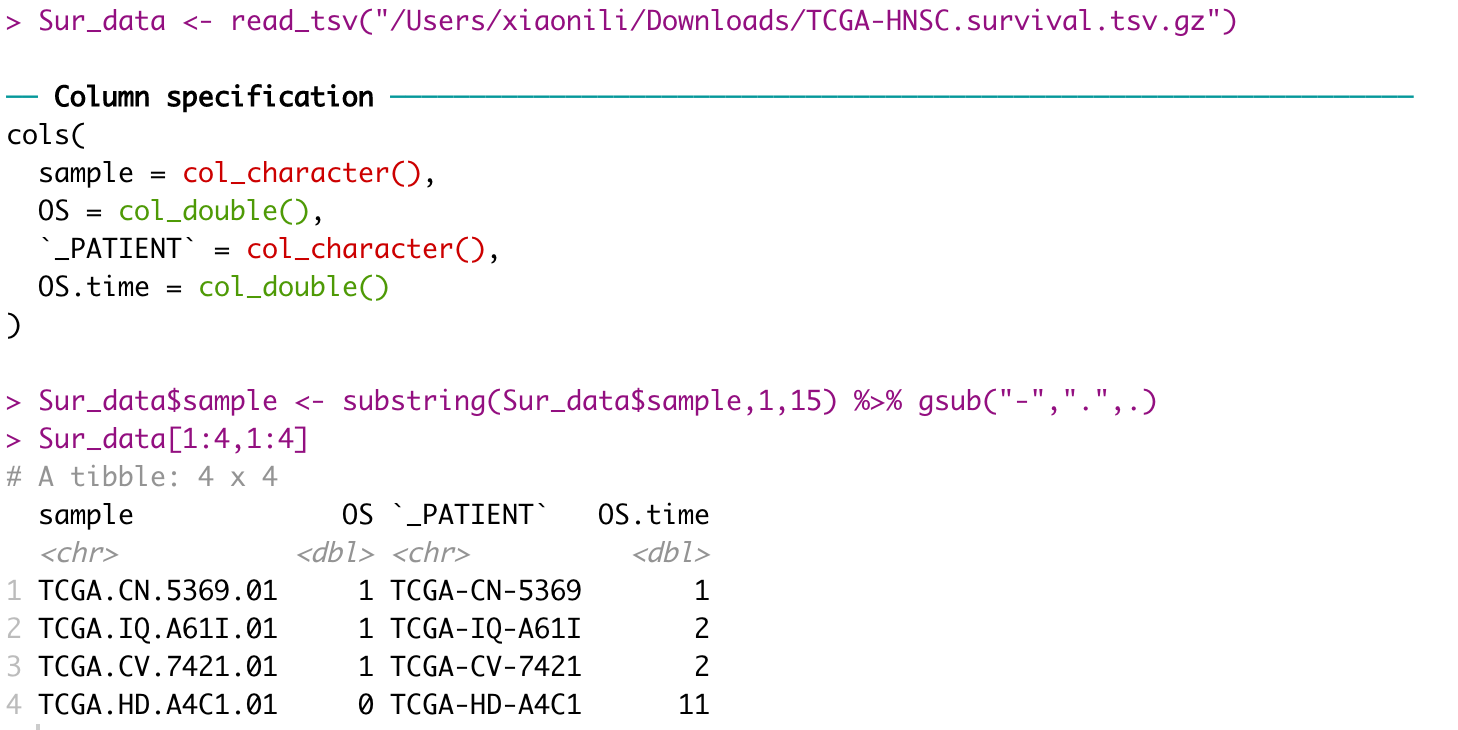 > Sur_data <- read_tsv("/Users/xiaonili/Downloads/TCGA-HNSC.survival.tsv.gz")
── Column specification ────────────────────────────────────────────────────────────────
cols(
  sample = col_character(),
  OS = col_double(),
  `_PATIENT` = col_character(),
  OS.time = col_double()
)
> Sur_data$sample <- substring(Sur_data$sample,1,15) %>% gsub("-",".",.)
> Sur_data[1:4,1:4]
# A tibble: 4 x 4
  sample             OS `_PATIENT`   OS.time
  <chr>           <dbl> <chr>          <dbl>
1 TCGA.CN.5369.01     1 TCGA-CN-5369       1
2 TCGA.IQ.A61I.01     1 TCGA-IQ-A61I       2
3 TCGA.CV.7421.01     1 TCGA-CV-7421       2
4 TCGA.HD.A4C1.01     0 TCGA-HD-A4C1      11